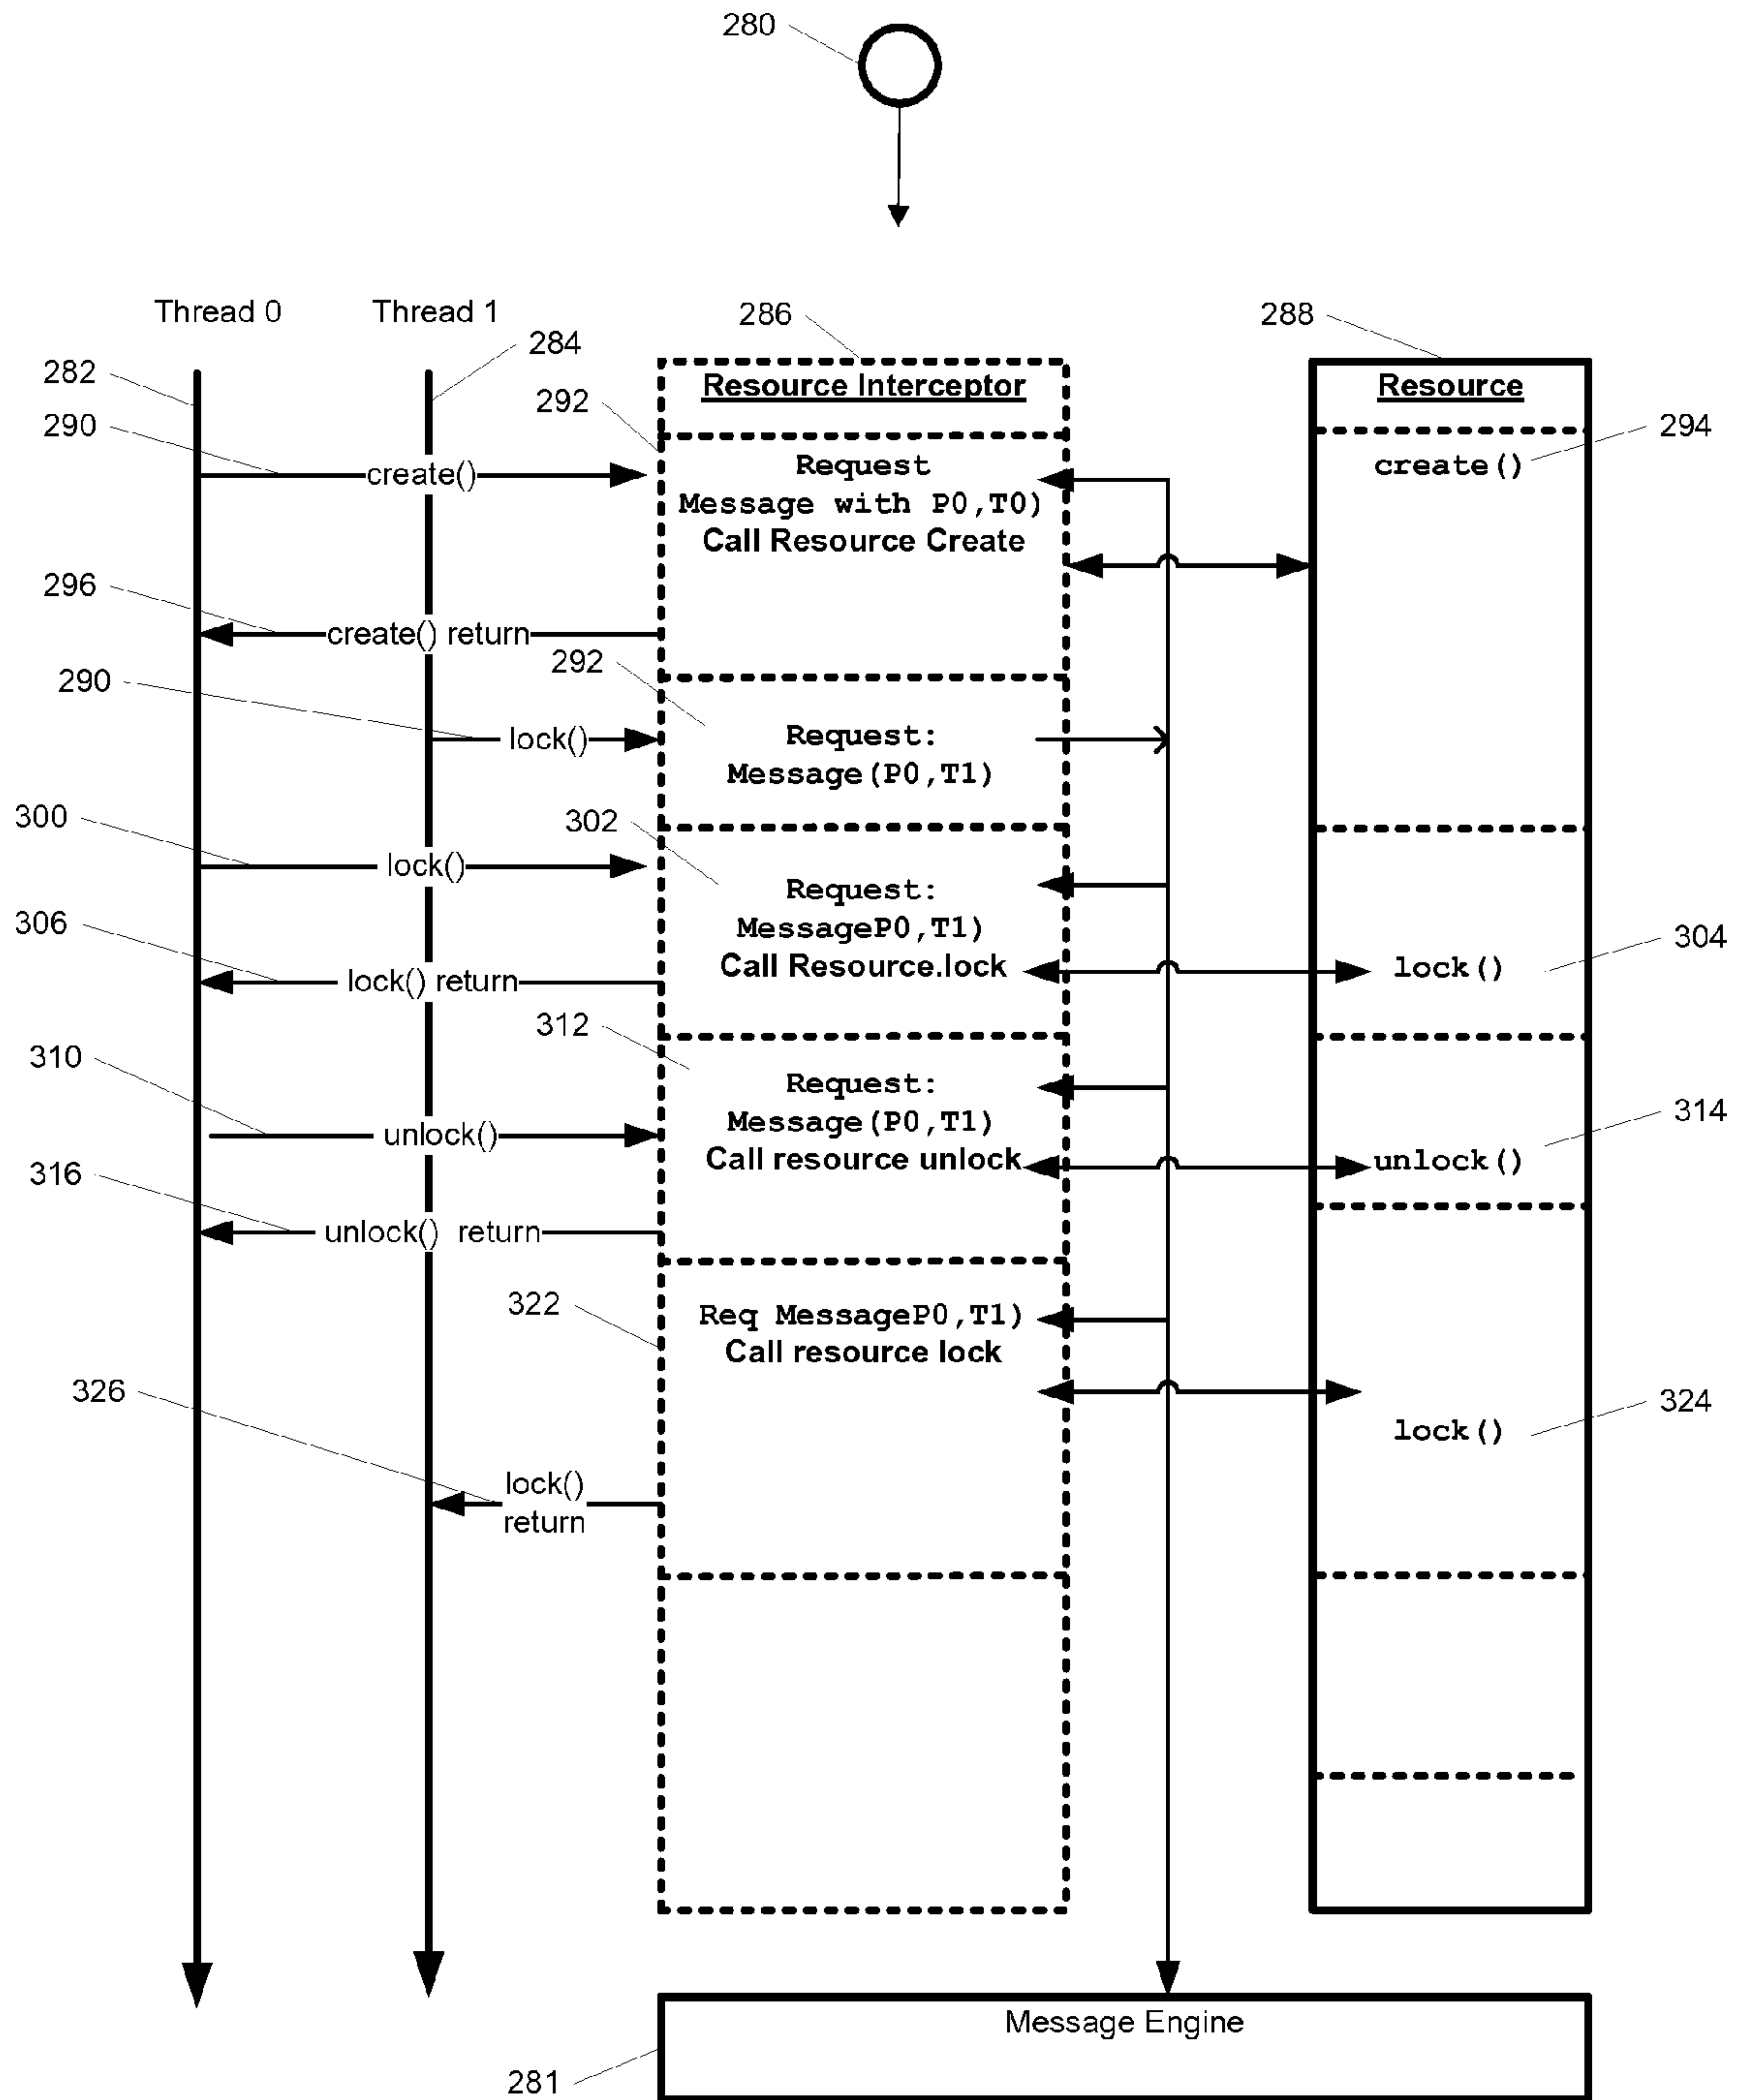 280
Thread 0
Thread 1
286
288
284
282
Resource Interceptor
Resource
292
290
294
Request
create()
create()
Message with P0,T0)
Call Resource Create
296
create() return
292
290
lock()
Request:
Message(P0,T1)
300
302
lock()
Request:
MessageP0,T1)
306
304
Call Resource.lock
lock()
lock() return
312
310
Request:
314
Message(P0,T1)
unlock()
Call resource unlock
unlock()
316
unlock() return
322
Req MessageP0,T1)
Call resource lock
326
324
lock()
lock()
return
Message Engine
281